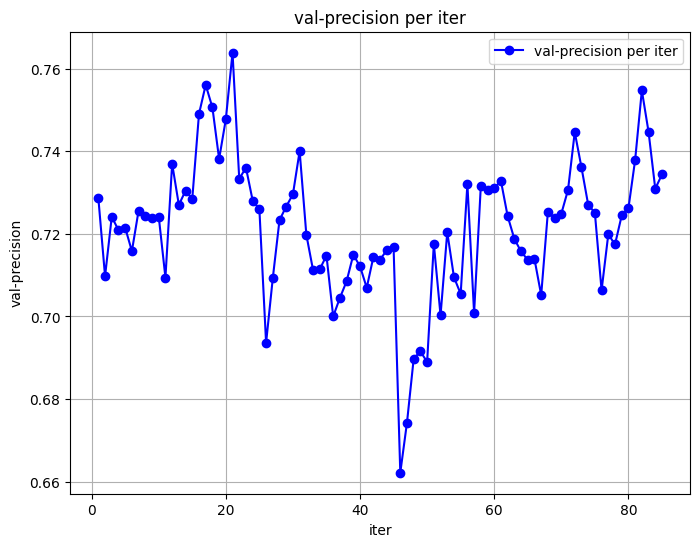 val-precision per iter
val-precision per iter
0.76
0.74
0.72
0.70
0.68
0.66
val-precision
0
20
40
60
80
iter